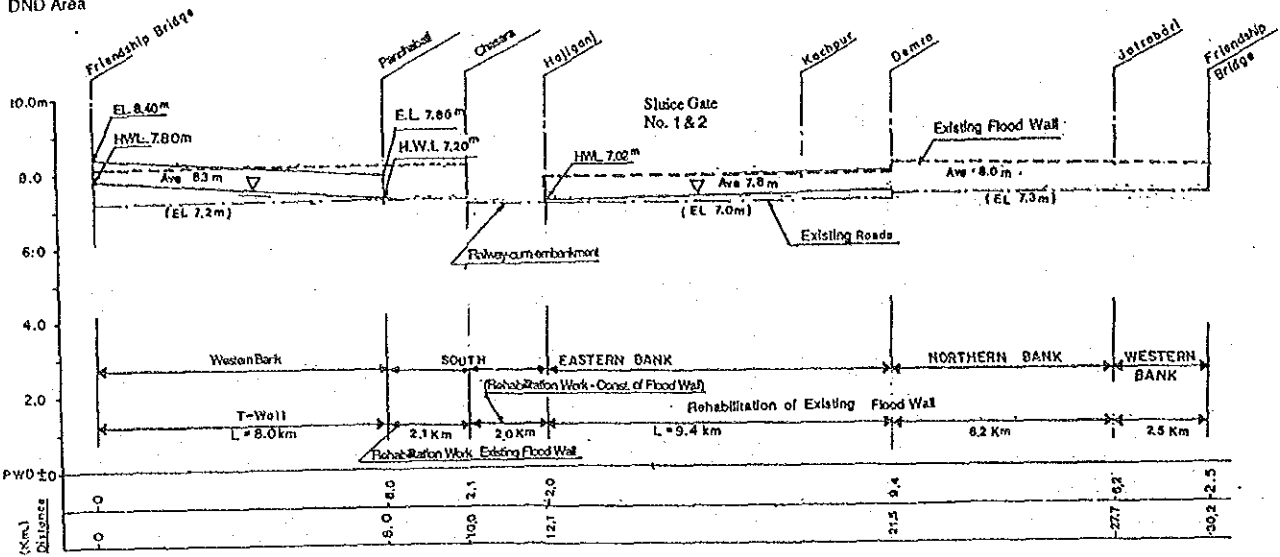 DND Area
Friendship Bridge
Panchabati
Chasara
Hajiganj
Kachpur
Demra
Jatrabari
Friendship
Bridge
10.0m
EL. 8.40m
HWL. 7.80m
E.L. 7.80m
H.W.L. 7.20m
Sluice Gate
No. 1 & 2
HWL 7.02m
Existing Flood Wall
8.0
Ave 8.3 m
Ave 7.8 m
Ave 8.0 m
(EL 7.2m)
(EL 7.0m)
(EL 7.3m)
Railway-cum-embankment
Existing Roads
6.0
4.0
Western Bank
SOUTH
EASTERN BANK
NORTHERN BANK
WESTERN
BANK
(Rehabilitation Work - Const. of Flood Wall)
2.0
T-Wall
L = 8.0 km
2.1 Km
2.0 Km
Rehabilitation of Existing Flood Wall
L = 9.4 km
6.2 Km
2.5 Km
Rehabilitation Work Existing Flood Wall
PWD ±0
0
8.0
2.1
2.0
9.4
6.2
2.5
(Km)
Distance
0
8.0
10.0
12.1
21.5
27.7
30.2